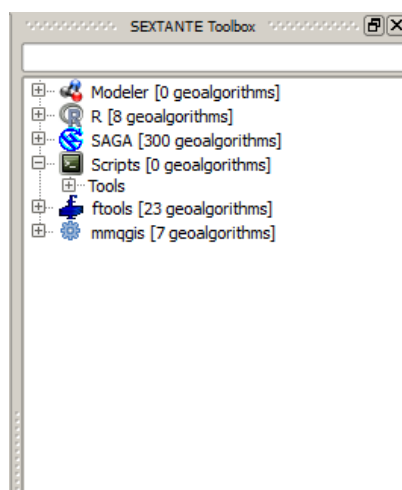 SEXTANTE Toolbox
Modeler [0 geoalgorithms]
R [8 geoalgorithms]
SAGA [300 geoalgorithms]
Scripts [0 geoalgorithms]
Tools
ftools [23 geoalgorithms]
mmqgis [7 geoalgorithms]